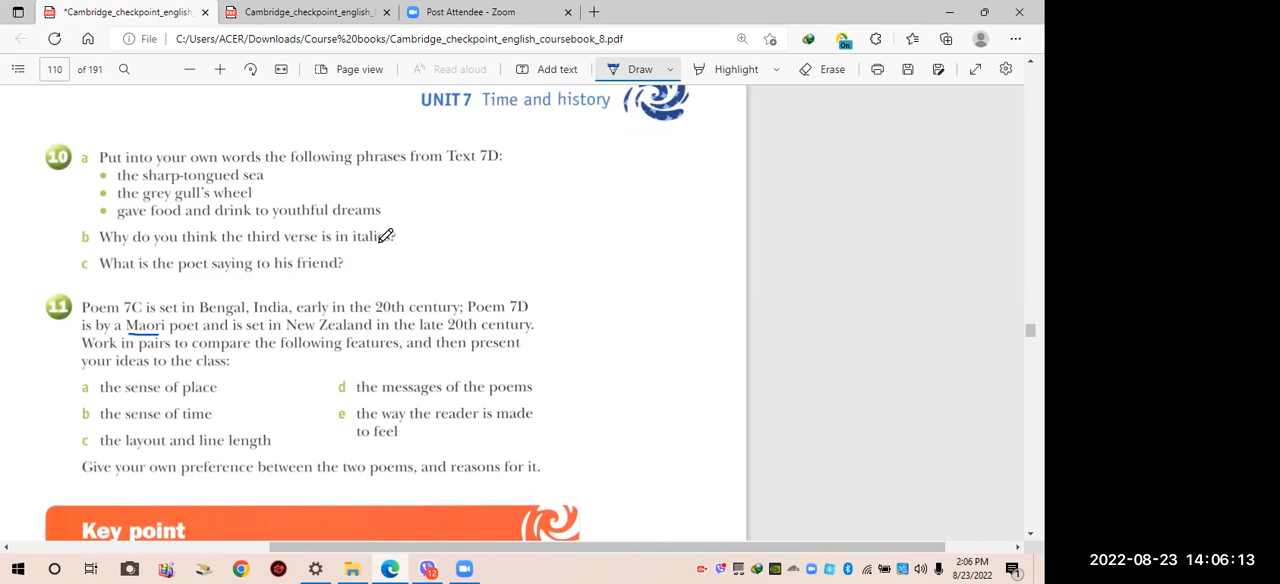 *Cambridge_checkpoint_english_
Cambridge_checkpoint_english_
Post Attendee - Zoom
File
C:/Users/ACER/Downloads/Course%20books/Cambridge_checkpoint_english_coursebook_8.pdf
On
110 of 191
Page view
Read aloud
Add text
Draw
Highlight
Erase
UNIT 7 Time and history
10 a Put into your own words the following phrases from Text 7D:
• the sharp-tongued sea
• the grey gull's wheel
• gave food and drink to youthful dreams
b Why do you think the third verse is in italics?
c What is the poet saying to his friend?
11 Poem 7C is set in Bengal, India, early in the 20th century; Poem 7D
is by a Maori poet and is set in New Zealand in the late 20th century.
Work in pairs to compare the following features, and then present
your ideas to the class:
a the sense of place
b the sense of time
c the layout and line length
d the messages of the poems
e the way the reader is made
to feel
Give your own preference between the two poems, and reasons for it.
Key point
12
2:06 PM
8/23/2022
1
2022-08-23 14:06:13